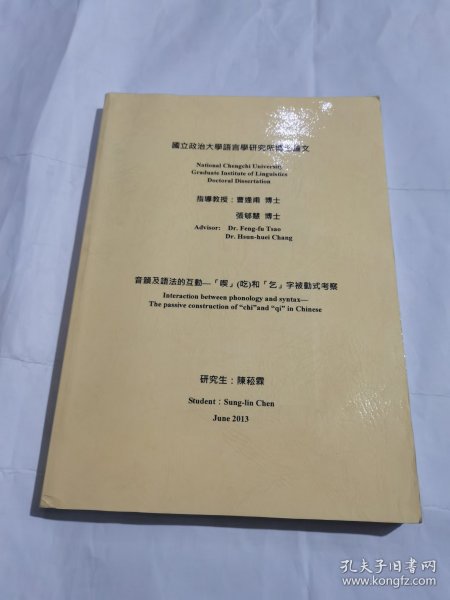 國立政治大學語言學研究所博士論文
National Chengchi University
Graduate Institute of Linguistics
Doctoral Dissertation
指導教授：曹逢甫 博士
張郇慧 博士
Advisor: Dr. Feng-fu Tsao
Dr. Hsun-huei Chang
音韻及語法的互動—「喫」(吃)和「乞」字被動式考察
Interaction between phonology and syntax—
The passive construction of “chi”and “qi” in Chinese
研究生：陳菘霖
Student：Sung-lin Chen
June 2013
孔夫子旧书网
www.kongfz.com